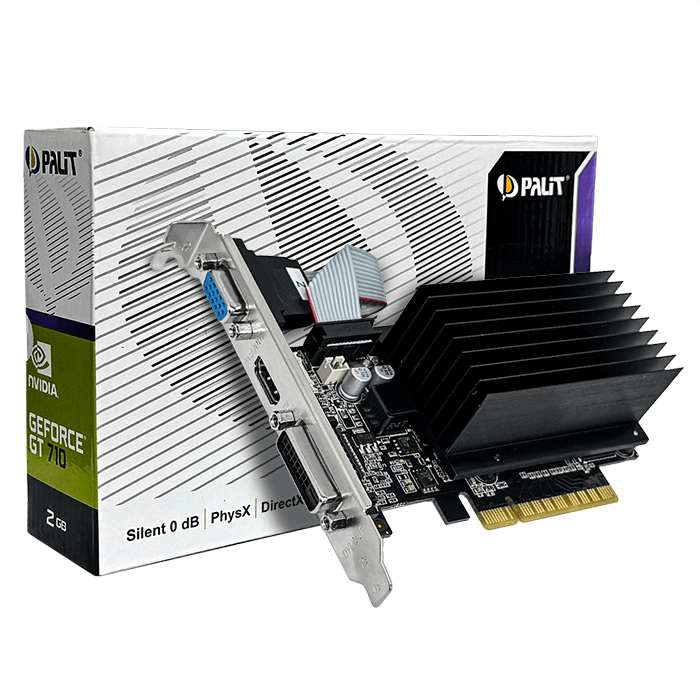 PALIT®
NVIDIA
GEFORCE®
GT 710
2 GB
PALIT®
Silent 0 dB | PhysX | DirectX